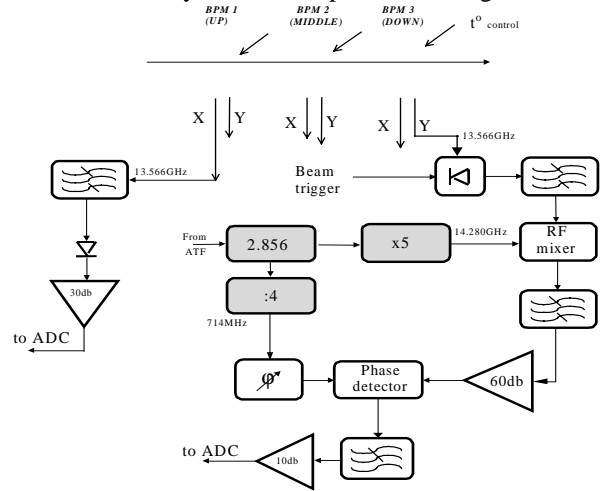 BPM 1
(UP)
BPM 2
(MIDDLE)
BPM 3
(DOWN)
t° control
X
Y
X
Y
X
Y
13.566GHz
13.566GHz
Beam
trigger
From
ATF
2.856
x5
14.280GHz
RF
mixer
:4
30db
714MHz
to ADC
φ
Phase
detector
60db
to ADC
10db